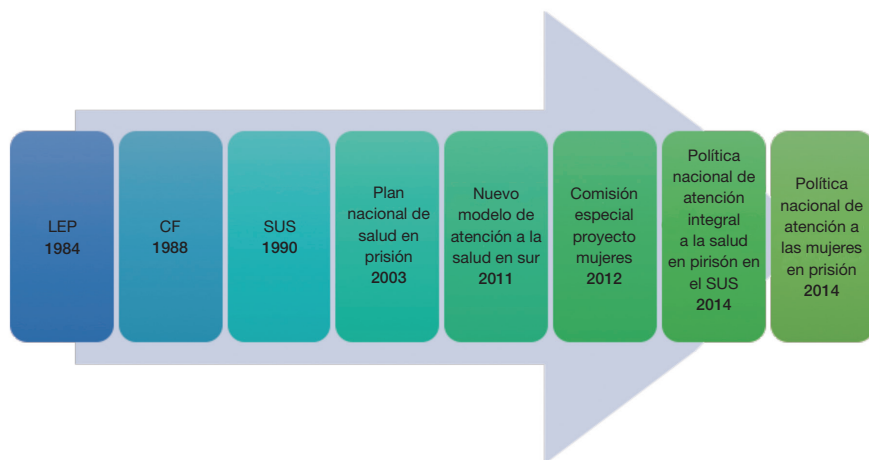 LEP
1984
CF
1988
SUS
1990
Plan
nacional de
salud en
prisión
2003
Nuevo
modelo de
atención a la
salud en sur
2011
Comisión
especial
proyecto
mujeres
2012
Política
nacional de
atención
integral
a la salud
en pirisón en
el SUS
2014
Política
nacional de
atención a
las mujeres
en prisión
2014